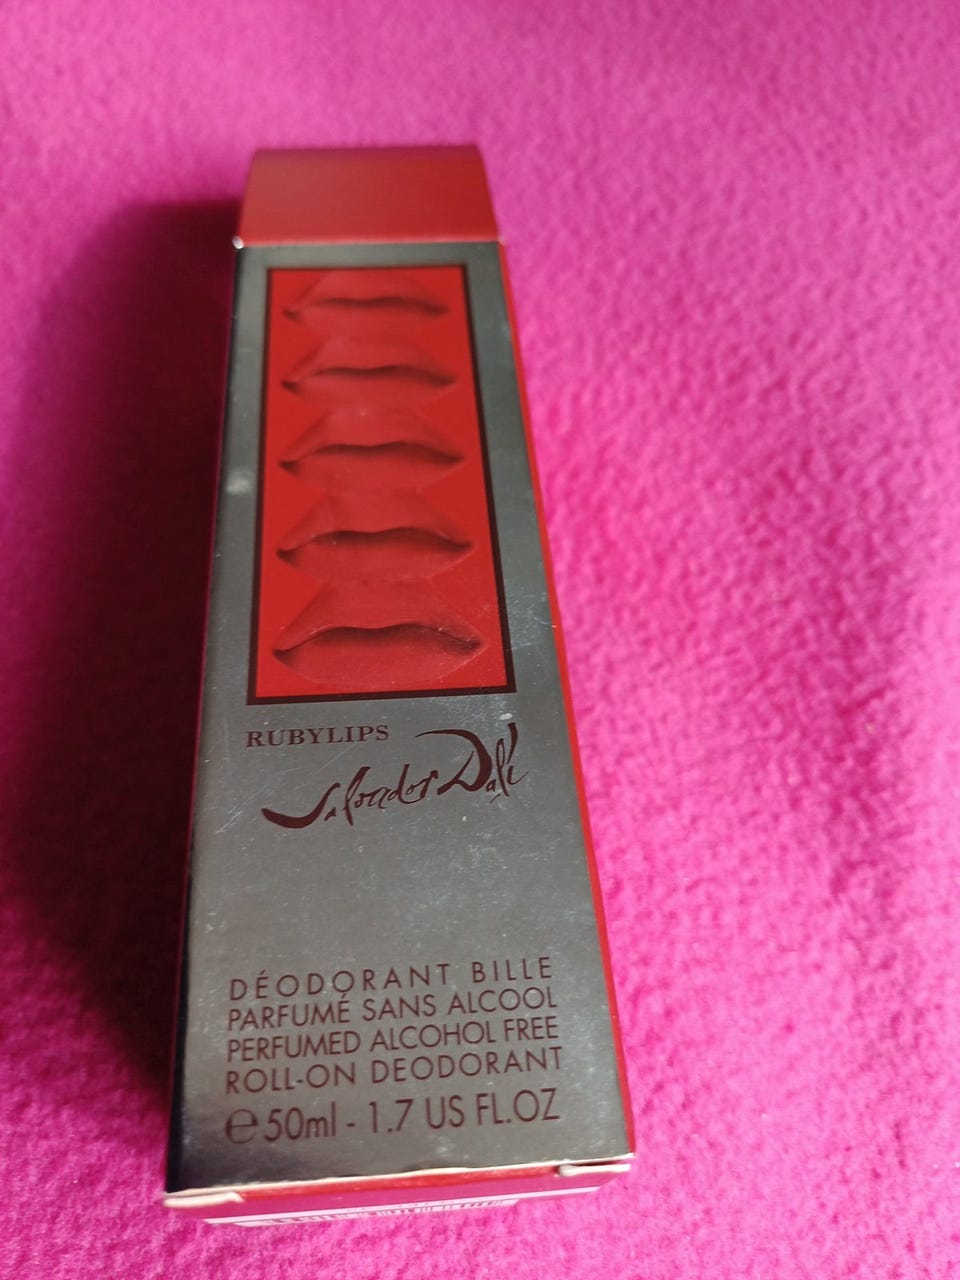 RUBYLIPS
Salvador Dalí
DÉODORANT BILLE
PARFUMÉ SANS ALCOOL
PERFUMED ALCOHOL FREE
ROLL-ON DEODORANT
℮ 50ml - 1.7 US FL.OZ